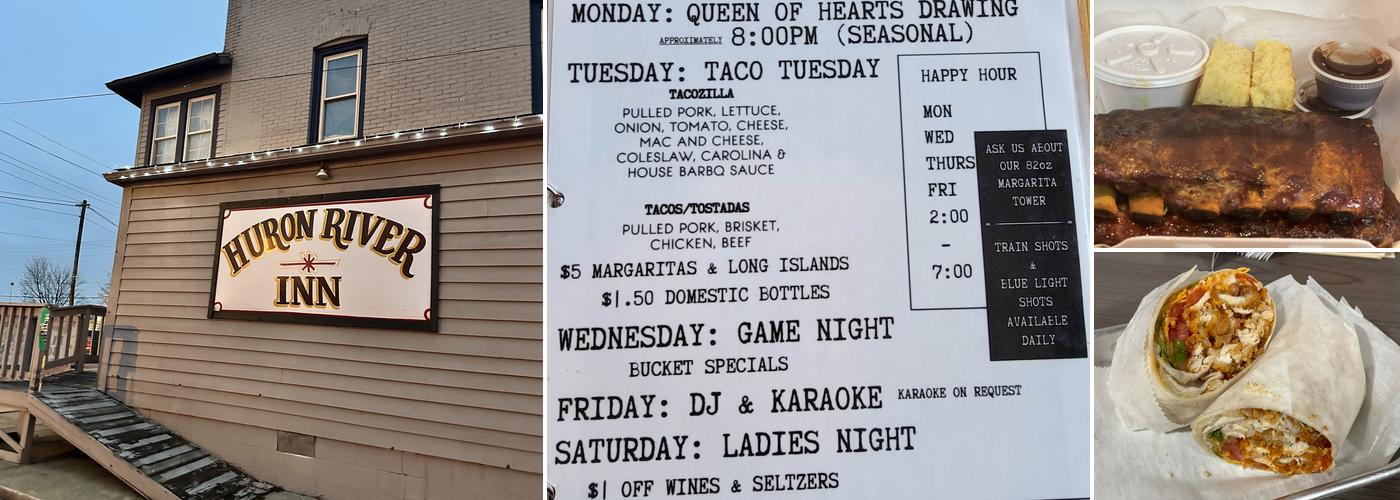 HURON RIVER
INN
MONDAY: QUEEN OF HEARTS DRAWING
APPROXIMATELY 8:00PM (SEASONAL)
TUESDAY: TACO TUESDAY
TACOZILLA
PULLED PORK, LETTUCE,
ONION, TOMATO, CHEESE,
MAC AND CHEESE,
COLESLAW, CAROLINA &
HOUSE BARBQ SAUCE
TACOS/TOSTADAS
PULLED PORK, BRISKET,
CHICKEN, BEEF
$5 MARGARITAS & LONG ISLANDS
$1.50 DOMESTIC BOTTLES
WEDNESDAY: GAME NIGHT
BUCKET SPECIALS
FRIDAY: DJ & KARAOKE KARAOKE ON REQUEST
SATURDAY: LADIES NIGHT
$1 OFF WINES & SELTZERS
HAPPY HOUR
MON
WED
THURS
FRI
2:00
-
7:00
ASK US ABOUT
OUR 82oz
MARGARITA
TOWER
TRAIN SHOTS
&
BLUE LIGHT
SHOTS
AVAILABLE
DAILY